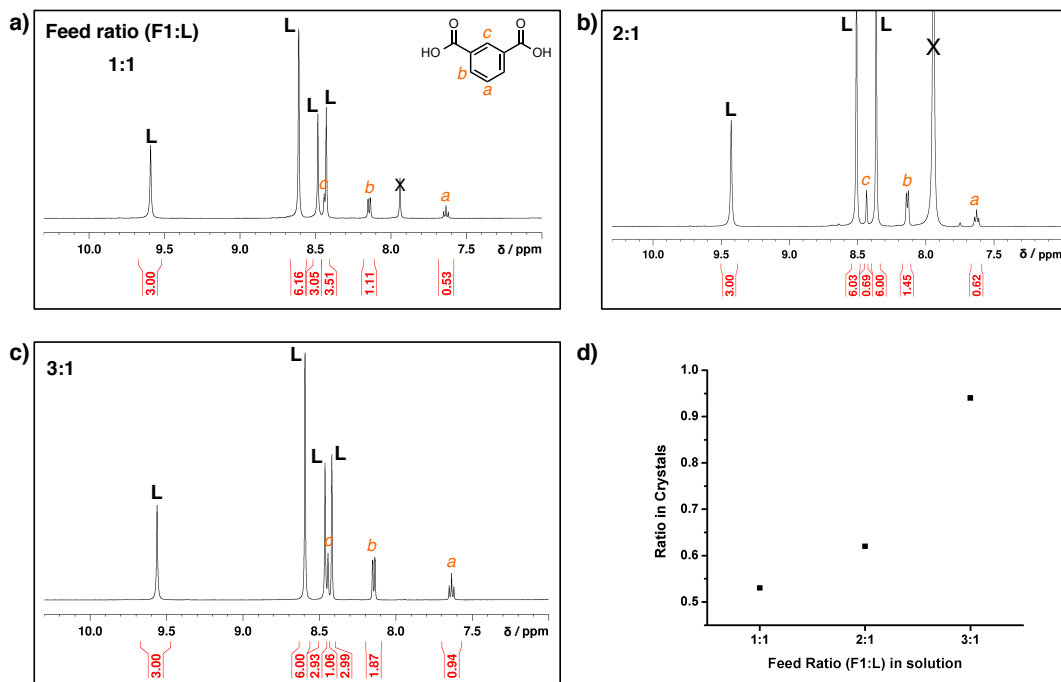 a)
Feed ratio (F1:L)
1:1
L
L
L
L
c
b
X
a
O
O
HO
OH
c
b
a
10.0 9.5 9.0 8.5 8.0 7.5
δ / ppm
3.00 6.16 3.05 3.51 1.11 0.53
b)
2:1
L
L
L
X
c
b
a
10.0 9.5 9.0 8.5 8.0 7.5
δ / ppm
3.00 6.03 0.69 6.00 1.45 0.62
c)
3:1
L
L
L
L
c
b
a
10.0 9.5 9.0 8.5 8.0 7.5 δ / ppm
3.00 6.00 2.93 1.06 2.99 1.87 0.94
d)
Ratio in Crystals
1.0
0.9
0.8
0.7
0.6
0.5
1:1 2:1 3:1
Feed Ratio (F1:L) in solution